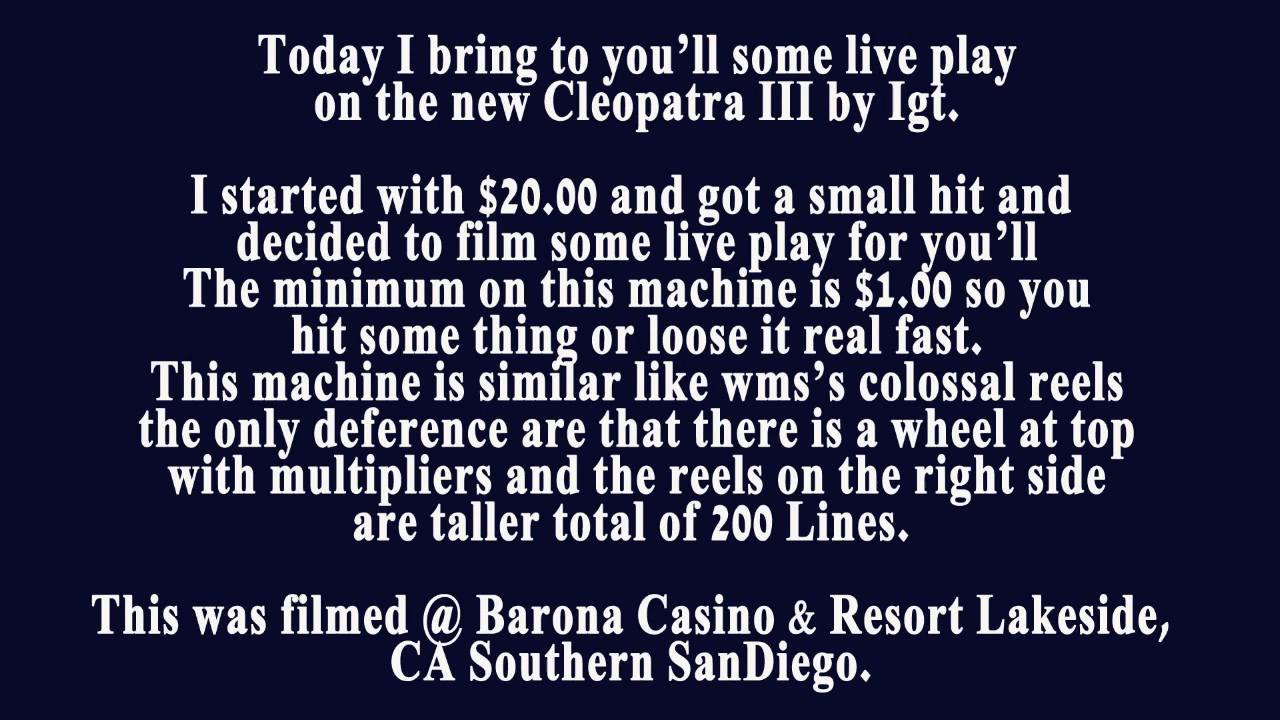 Today I bring to you’ll some live play
on the new Cleopatra III by Igt.
I started with $20.00 and got a small hit and
decided to film some live play for you’ll
The minimum on this machine is $1.00 so you
hit some thing or loose it real fast.
This machine is similar like wms’s colossal reels
the only deference are that there is a wheel at top
with multipliers and the reels on the right side
are taller total of 200 Lines.
This was filmed @ Barona Casino & Resort Lakeside,
CA Southern SanDiego.